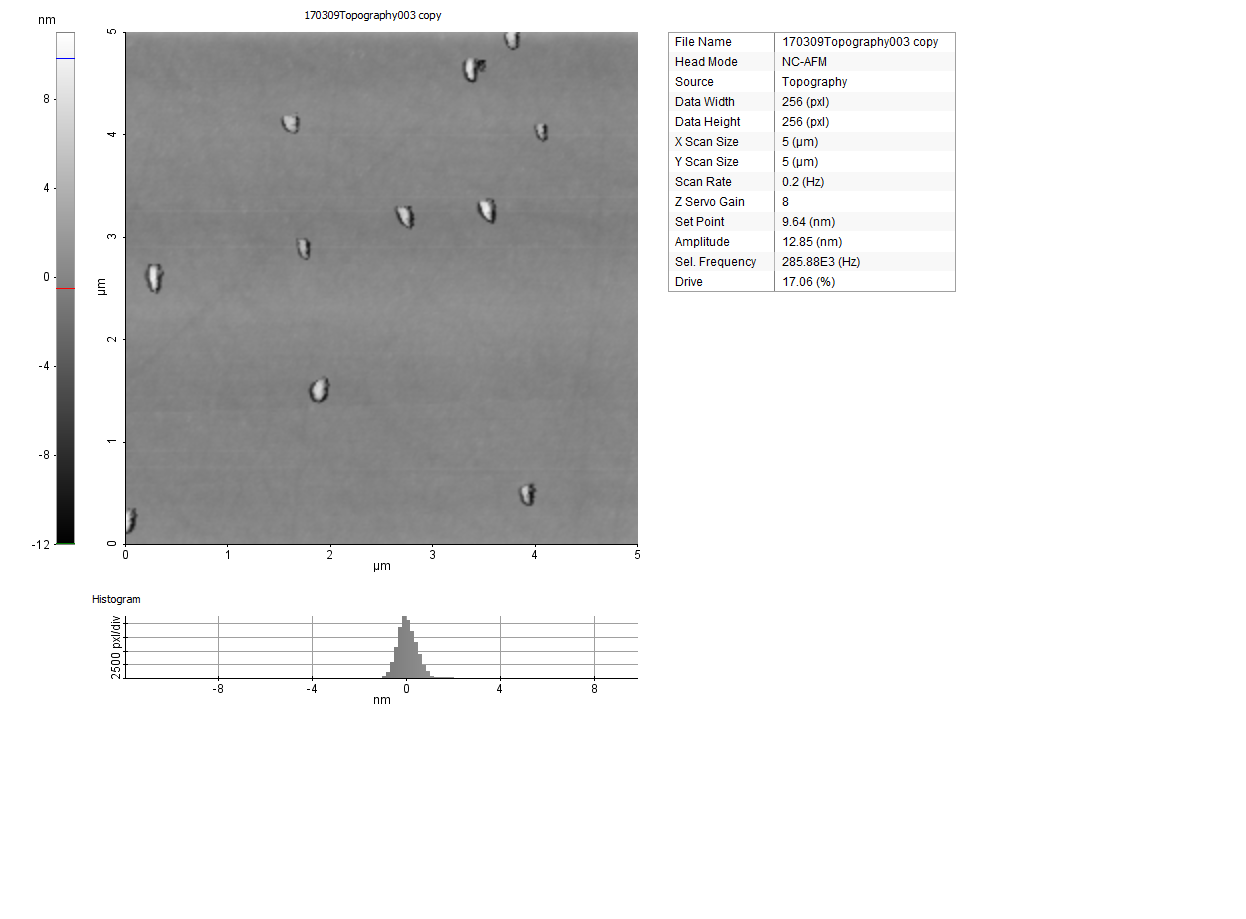 170309Topography003 copy
nm
8
4
0
-4
-8
-12
5
4
3
2
1
0
µm
0 1 2 3 4 5
µm
File Name 170309Topography003 copy
Head Mode NC-AFM
Source Topography
Data Width 256 (pxl)
Data Height 256 (pxl)
X Scan Size 5 (µm)
Y Scan Size 5 (µm)
Scan Rate 0.2 (Hz)
Z Servo Gain 8
Set Point 9.64 (nm)
Amplitude 12.85 (nm)
Sel. Frequency 285.88E3 (Hz)
Drive 17.06 (%)
Histogram
2500 pxl/div
-8 -4 0 4 8
nm